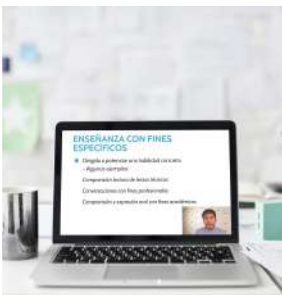 ENSEÑANZA CON FINES
ESPECÍFICOS
Dirigida a potenciar una habilidad concreta.
- Algunos ejemplos:
Comprensión lectora de textos técnicos
Conversaciones con fines profesionales
Comprensión y expresión oral con fines académicos